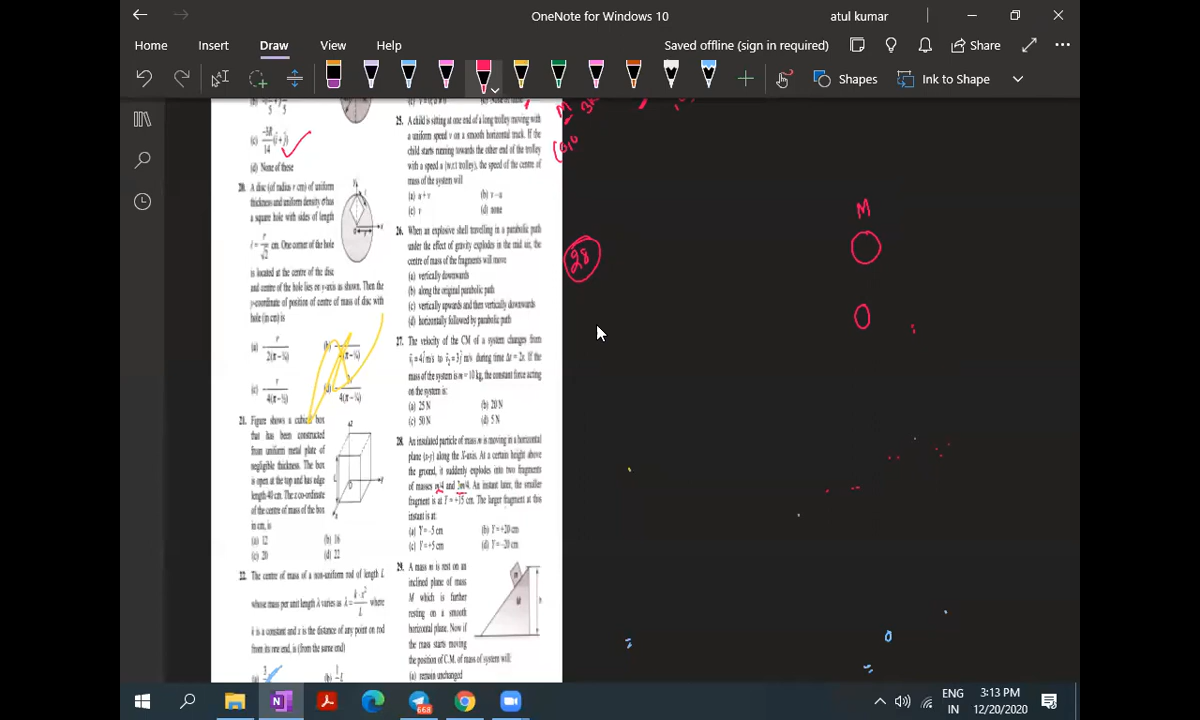 OneNote for Windows 10
atul kumar
Home Insert Draw View Help
Saved offline (sign in required)
Share
Shapes
Ink to Shape
(d) None of these
20. A disc (of radius r cm) of uniform
thickness and uniform density σ has
a square hole with sides of length
l = r/√2 cm. One corner of the hole
is located at the centre of the disc
and centre of the hole lies on y-axis as shown. Then the
y-coordinate of position of centre of mass of disc with
hole (in cm) is
21. Figure shows a cubical box
that has been constructed
from uniform metal plate of
negligible thickness. The box
is open at the top and has edge
length 40 cm. The z co-ordinate
of the centre of mass of the box
in cm, is
(a) 12 (b) 16
(c) 20 (d) 22
22. The centre of mass of a non-uniform rod of length L
whose mass per unit length λ varies as λ = k·x²/L where
k is a constant and x is the distance of any point on rod
from its one end, is (from the same end)
25. A child is sitting at one end of a long trolley moving with
a uniform speed v on a smooth horizontal track. If the
child starts running towards the other end of the trolley
with a speed u (w.r.t trolley), the speed of the centre of
mass of the system will
(a) u + v (b) v – u
(c) v (d) none
26. When an explosive shell travelling in a parabolic path
under the effect of gravity explodes in the mid air, the
centre of mass of the fragments will move
(a) vertically downwards
(b) along the original parabolic path
(c) vertically upwards and then vertically downwards
(d) horizontally followed by parabolic path
27. The velocity of the CM of a system changes from
during time Δt = 2s. If the
mass of the system is m = 10 kg, the constant force acting
on the system is:
(a) 25 N (b) 20 N
(c) 50 N (d) 5 N
28. An insulated particle of mass m is moving in a horizontal
plane (x-y) along the X-axis. At a certain height above
the ground, it suddenly explodes into two fragments
of masses m/4 and 3m/4. An instant later, the smaller
fragment is at Y = +15 cm. The larger fragment at this
instant is at:
(a) Y = –5 cm (b) Y = +20 cm
(c) Y = +5 cm (d) Y = –20 cm
29. A mass m is rest on an
inclined plane of mass
M which is further
resting on a smooth
horizontal plane. Now if
the mass starts moving
the position of C.M. of mass of system will:
(a) remain unchanged
28
M
668
ENG
IN
3:13 PM
12/20/2020